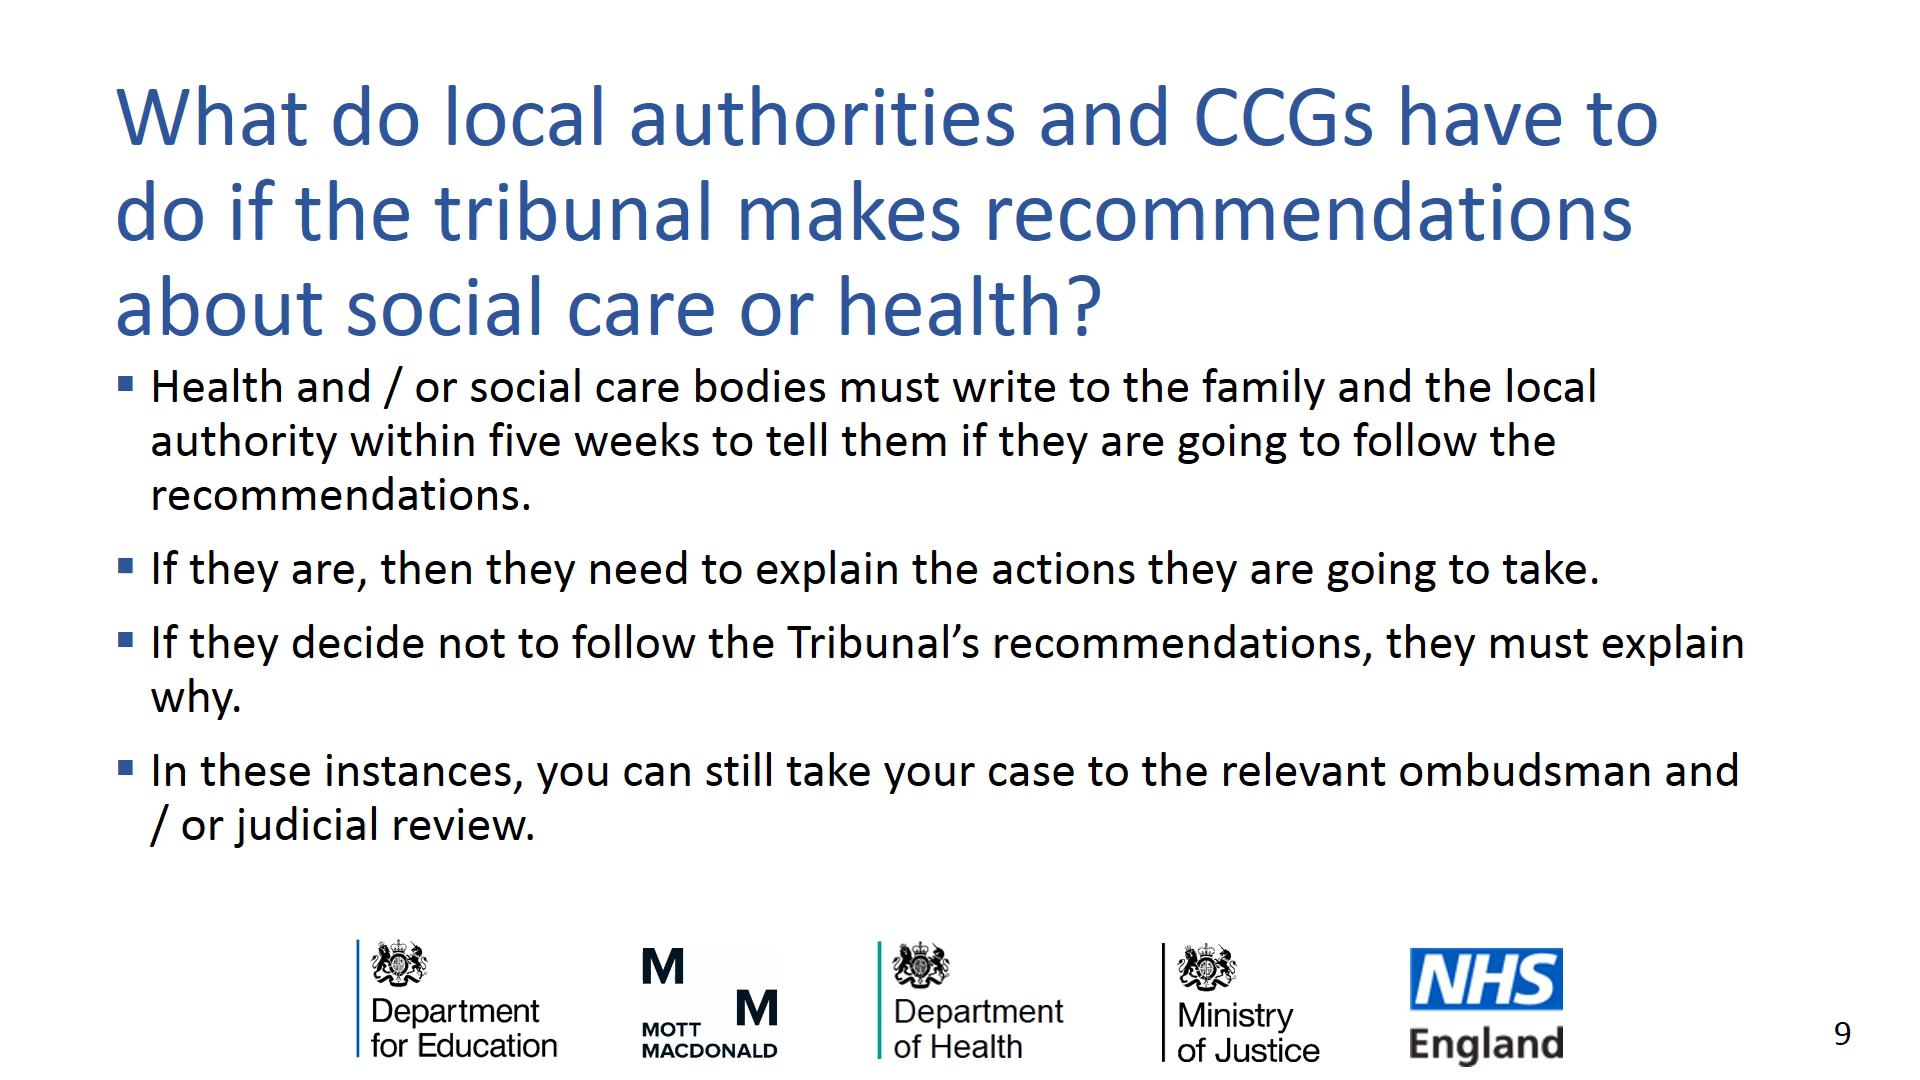 What do local authorities and CCGs have to
do if the tribunal makes recommendations
about social care or health?
▪ Health and / or social care bodies must write to the family and the local
authority within five weeks to tell them if they are going to follow the
recommendations.
▪ If they are, then they need to explain the actions they are going to take.
▪ If they decide not to follow the Tribunal’s recommendations, they must explain
why.
▪ In these instances, you can still take your case to the relevant ombudsman and
/ or judicial review.
Department
for Education
M
M
MOTT
MACDONALD
Department
of Health
Ministry
of Justice
NHS
England
9